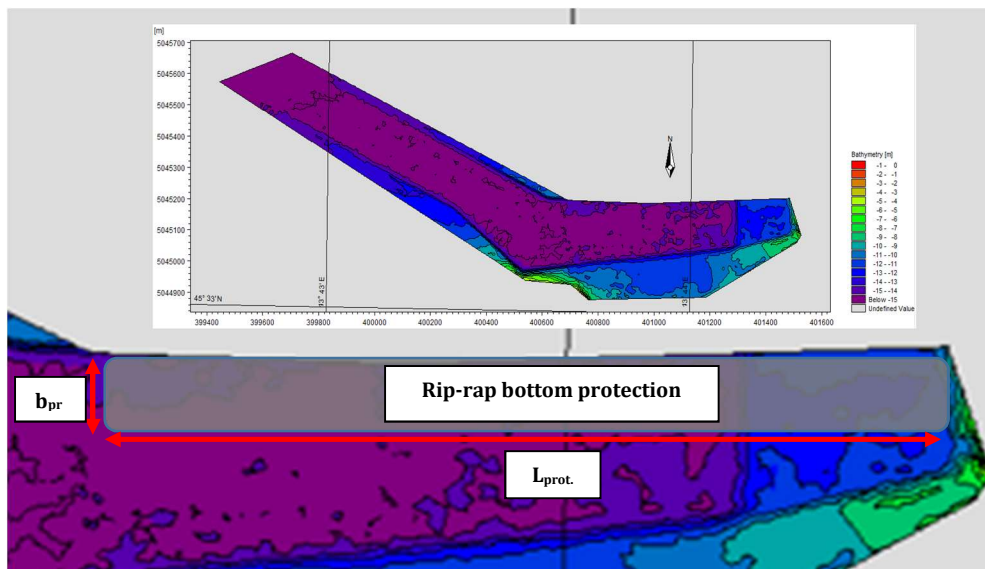 [m]
5045700
5045600
5045500
5045400
5045300
5045200
5045100
5045000
5044900
45° 33'N
13° 43' E
N
399400 399600 399800 400000 400200 400400 400600 400800 401000 401200 401400 401600
Bathymetry [m]
-1 - 0
-2 - -1
-3 - -2
-4 - -3
-5 - -4
-6 - -5
-7 - -6
-8 - -7
-9 - -8
-10 - -9
-11 - -10
-12 - -11
-13 - -12
-14 - -13
-15 - -14
Below -15
Undefined Value
bpr
Rip-rap bottom protection
Lprot.